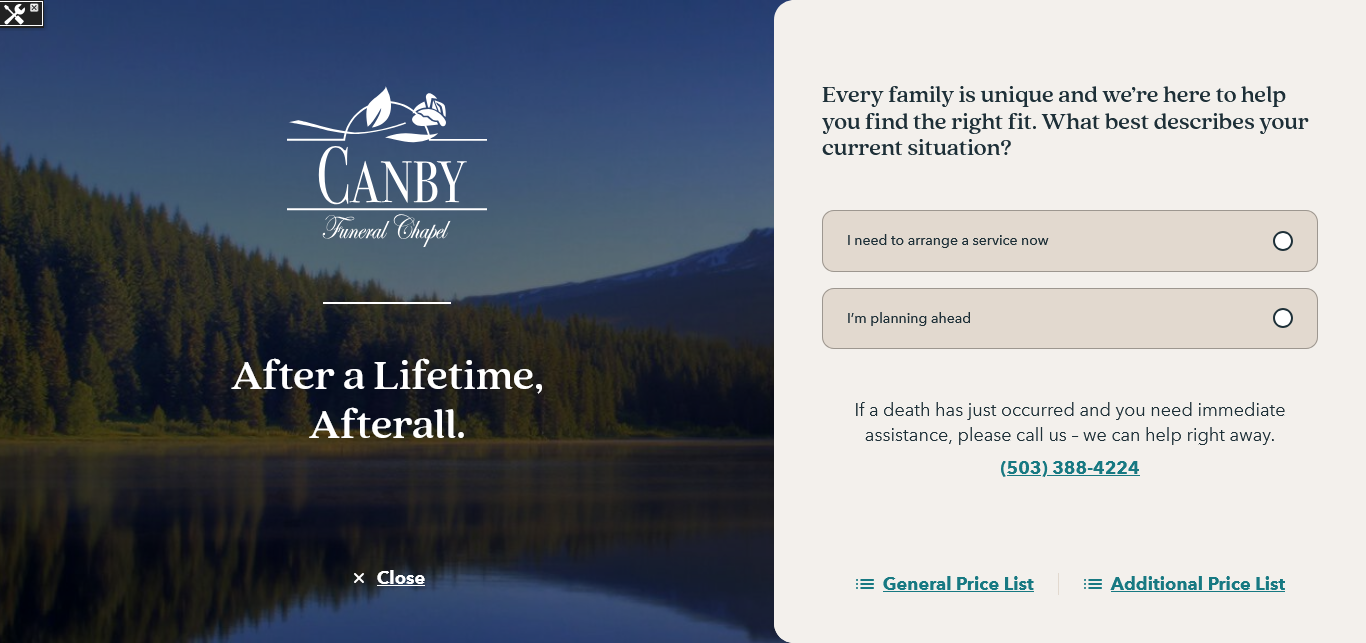 CANBY
Funeral Chapel
After a Lifetime,
Afterall.
× Close
Every family is unique and we’re here to help
you find the right fit. What best describes your
current situation?
I need to arrange a service now
I’m planning ahead
If a death has just occurred and you need immediate
assistance, please call us – we can help right away.
(503) 388-4224
General Price List
Additional Price List